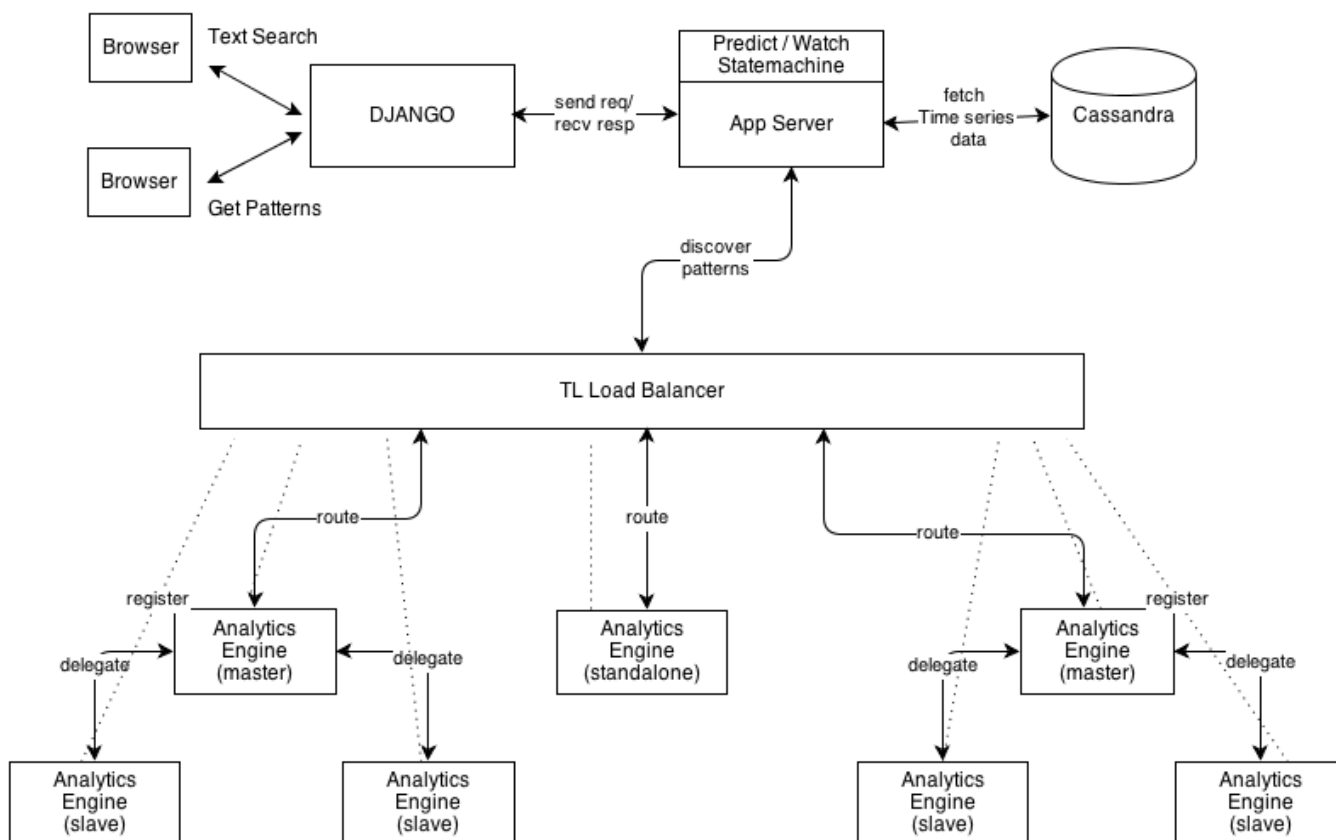 Browser
Text Search
DJANGO
Browser
Get Patterns
send req/
recv resp
Predict / Watch
Statemachine
App Server
fetch
Time series
data
Cassandra
discover
patterns
TL Load Balancer
route
route
route
register
Analytics
Engine
(master)
delegate
delegate
Analytics
Engine
(standalone)
register
Analytics
Engine
(master)
delegate
delegate
Analytics
Engine
(slave)
Analytics
Engine
(slave)
Analytics
Engine
(slave)
Analytics
Engine
(slave)